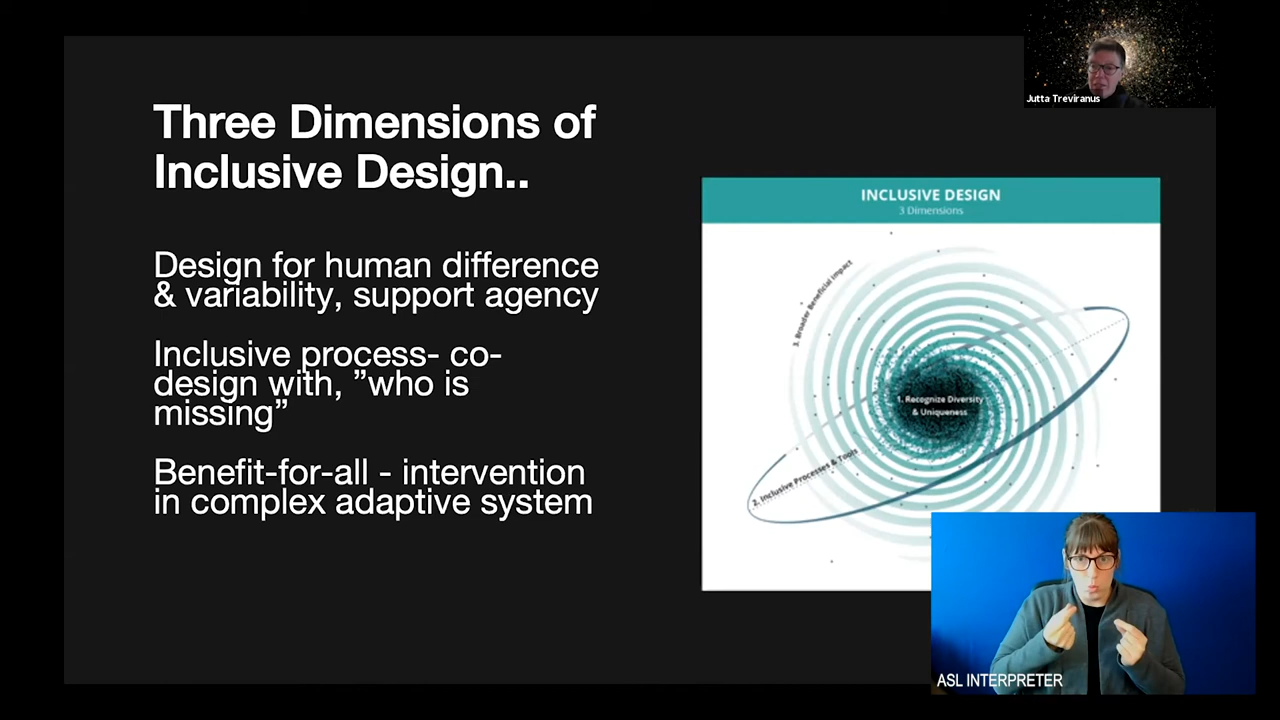 Three Dimensions of
Inclusive Design..
Design for human difference
& variability, support agency
Inclusive process- co-
design with, ”who is
missing”
Benefit-for-all - intervention
in complex adaptive system
Jutta Treviranus
INCLUSIVE DESIGN
3 Dimensions
3. Broader Beneficial Impact
1. Recognize Diversity
& Uniqueness
2. Inclusive Processes & Tools
ASL INTERPRETER